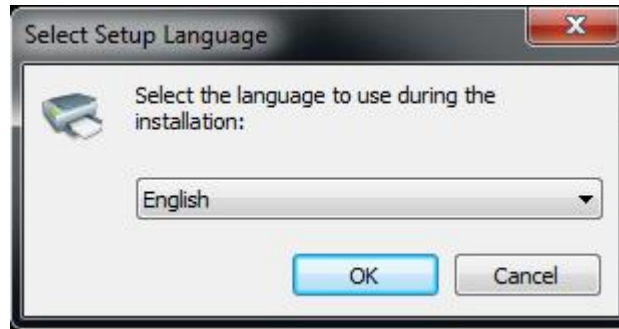 Select Setup Language
Select the language to use during the
installation:
English
OK
Cancel